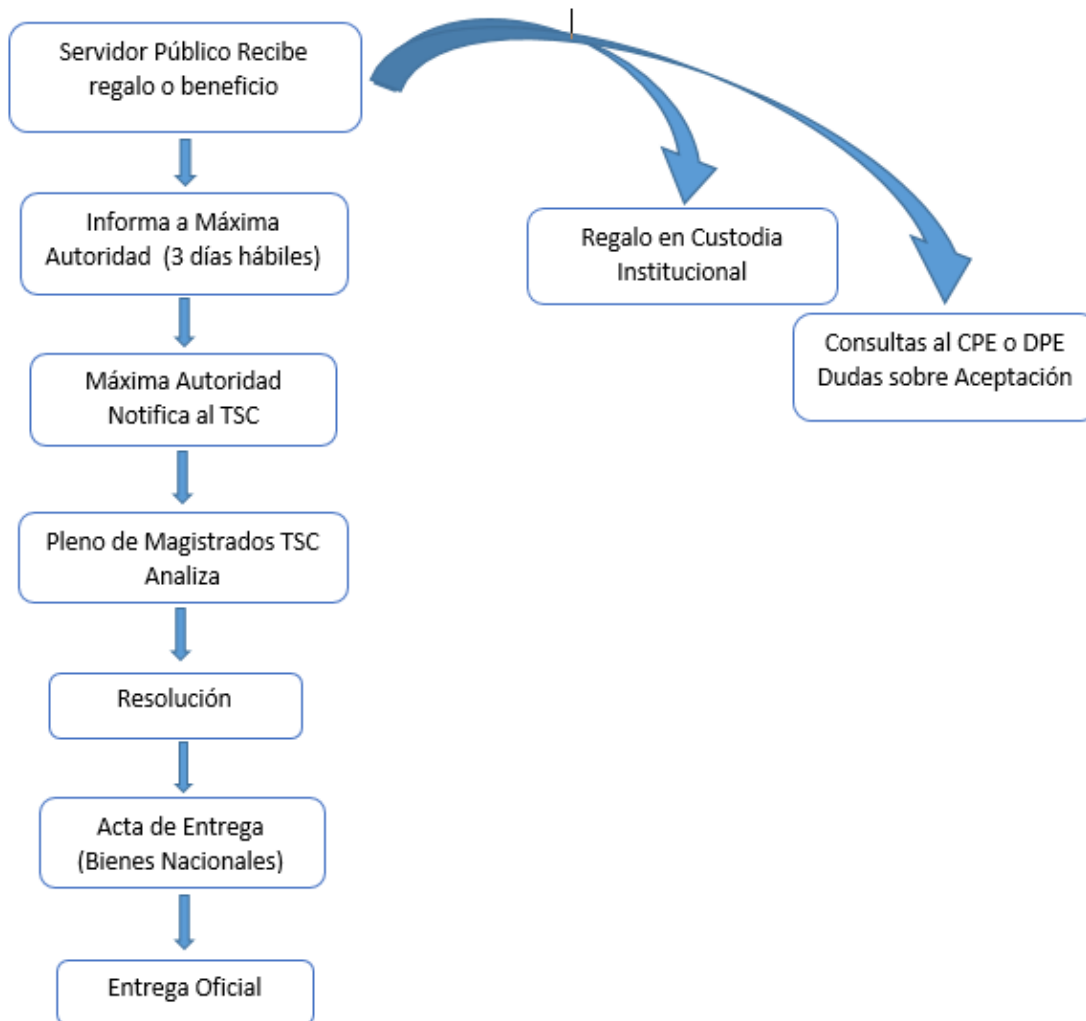 Servidor Público Recibe
regalo o beneficio
Informa a Máxima
Autoridad (3 días hábiles)
Máxima Autoridad
Notifica al TSC
Pleno de Magistrados TSC
Analiza
Resolución
Acta de Entrega
(Bienes Nacionales)
Entrega Oficial
Regalo en Custodia
Institucional
Consultas al CPE o DPE
Dudas sobre Aceptación